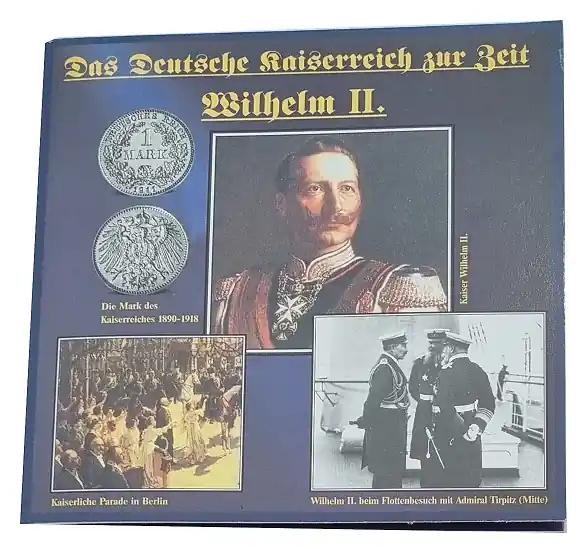 Das Deutsche Kaiserreich zur Zeit
Wilhelm II.
1
MARK
Die Mark des
Kaiserreiches 1890-1918
Kaiser Wilhelm II.
Kaiserliche Parade in Berlin
Wilhelm II. beim Flottenbesuch mit Admiral Tirpitz (Mitte)